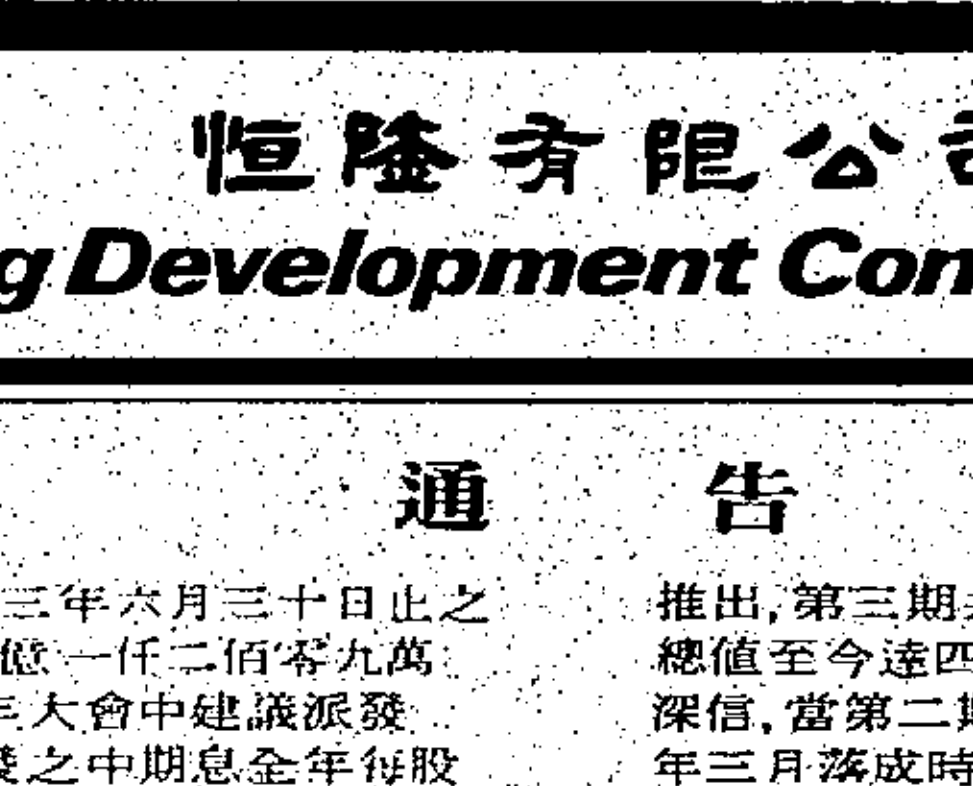 恒隆有限公司
Development
通告
三年六月三十日止之
億一仟二佰零九萬
大會中建議派發
之中期息全年每股
推出,第三期
總值至今達四
深信,當第二期
年三月落成時